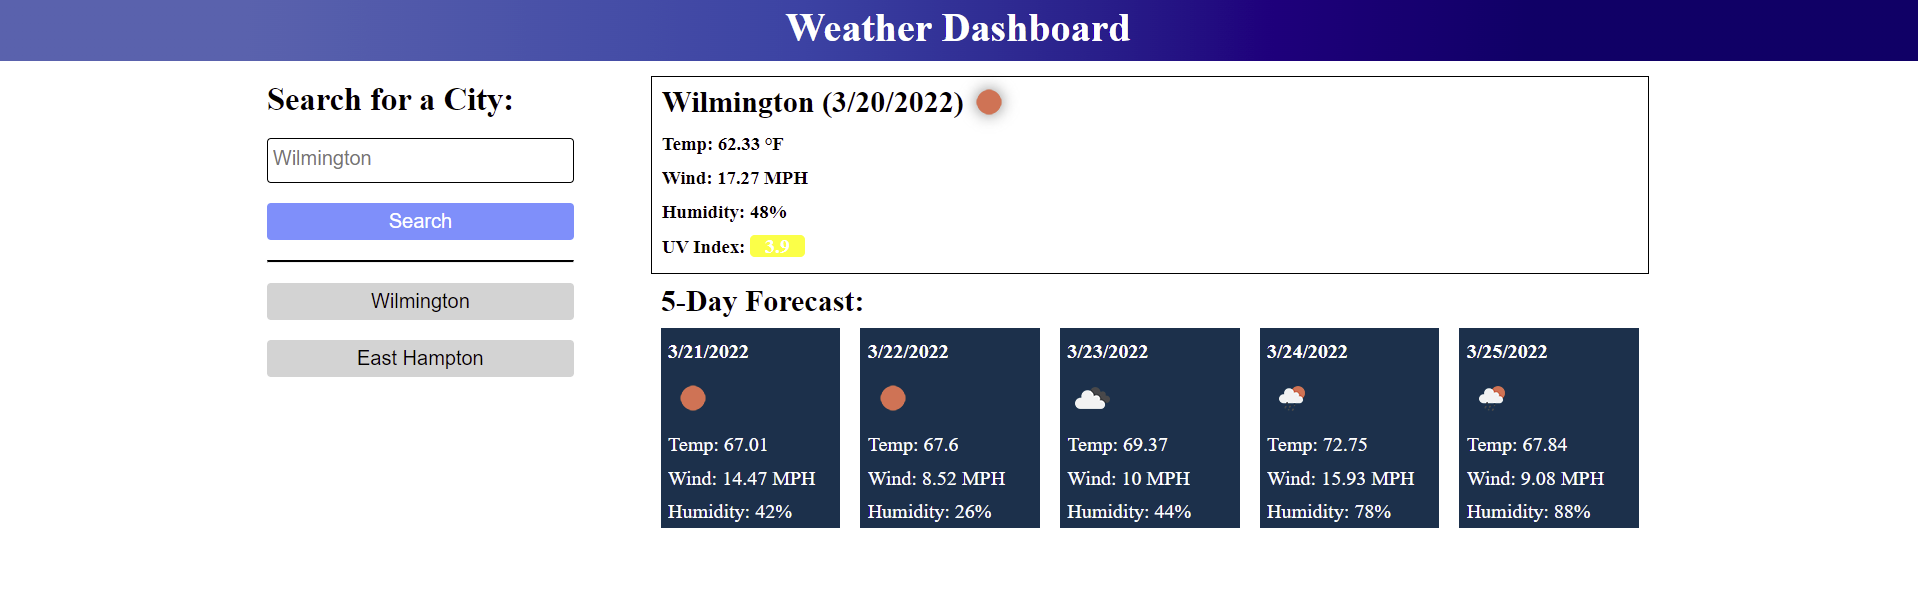 Weather Dashboard
Search for a City:
Wilmington
Search
Wilmington
East Hampton
Wilmington (3/20/2022)
Temp: 62.33 °F
Wind: 17.27 MPH
Humidity: 48%
UV Index: 3.9
5-Day Forecast:
3/21/2022
Temp: 67.01
Wind: 14.47 MPH
Humidity: 42%
3/22/2022
Temp: 67.6
Wind: 8.52 MPH
Humidity: 26%
3/23/2022
Temp: 69.37
Wind: 10 MPH
Humidity: 44%
3/24/2022
Temp: 72.75
Wind: 15.93 MPH
Humidity: 78%
3/25/2022
Temp: 67.84
Wind: 9.08 MPH
Humidity: 88%